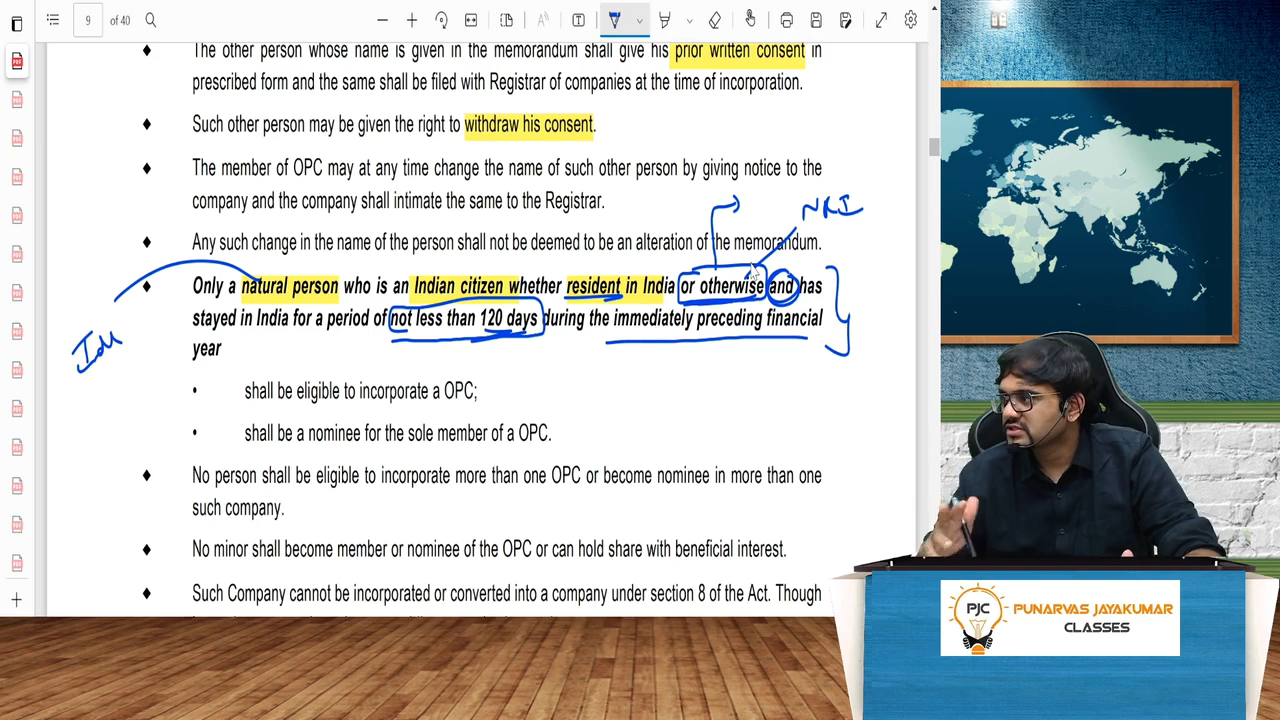 9 of 40
The other person whose name is given in the memorandum shall give his prior written consent in
prescribed form and the same shall be filed with Registrar of companies at the time of incorporation.
Such other person may be given the right to withdraw his consent.
The member of OPC may at any time change the name of such other person by giving notice to the
company and the company shall intimate the same to the Registrar.
NRI
Any such change in the name of the person shall not be deemed to be an alteration of the memorandum.
Only a natural person who is an Indian citizen whether resident in India or otherwise and has
stayed in India for a period of not less than 120 days during the immediately preceding financial
year
shall be eligible to incorporate a OPC;
shall be a nominee for the sole member of a OPC.
No person shall be eligible to incorporate more than one OPC or become nominee in more than one
such company.
No minor shall become member or nominee of the OPC or can hold share with beneficial interest.
Such Company cannot be incorporated or converted into a company under section 8 of the Act. Though
PJC
PUNARVAS JAYAKUMAR
CLASSES